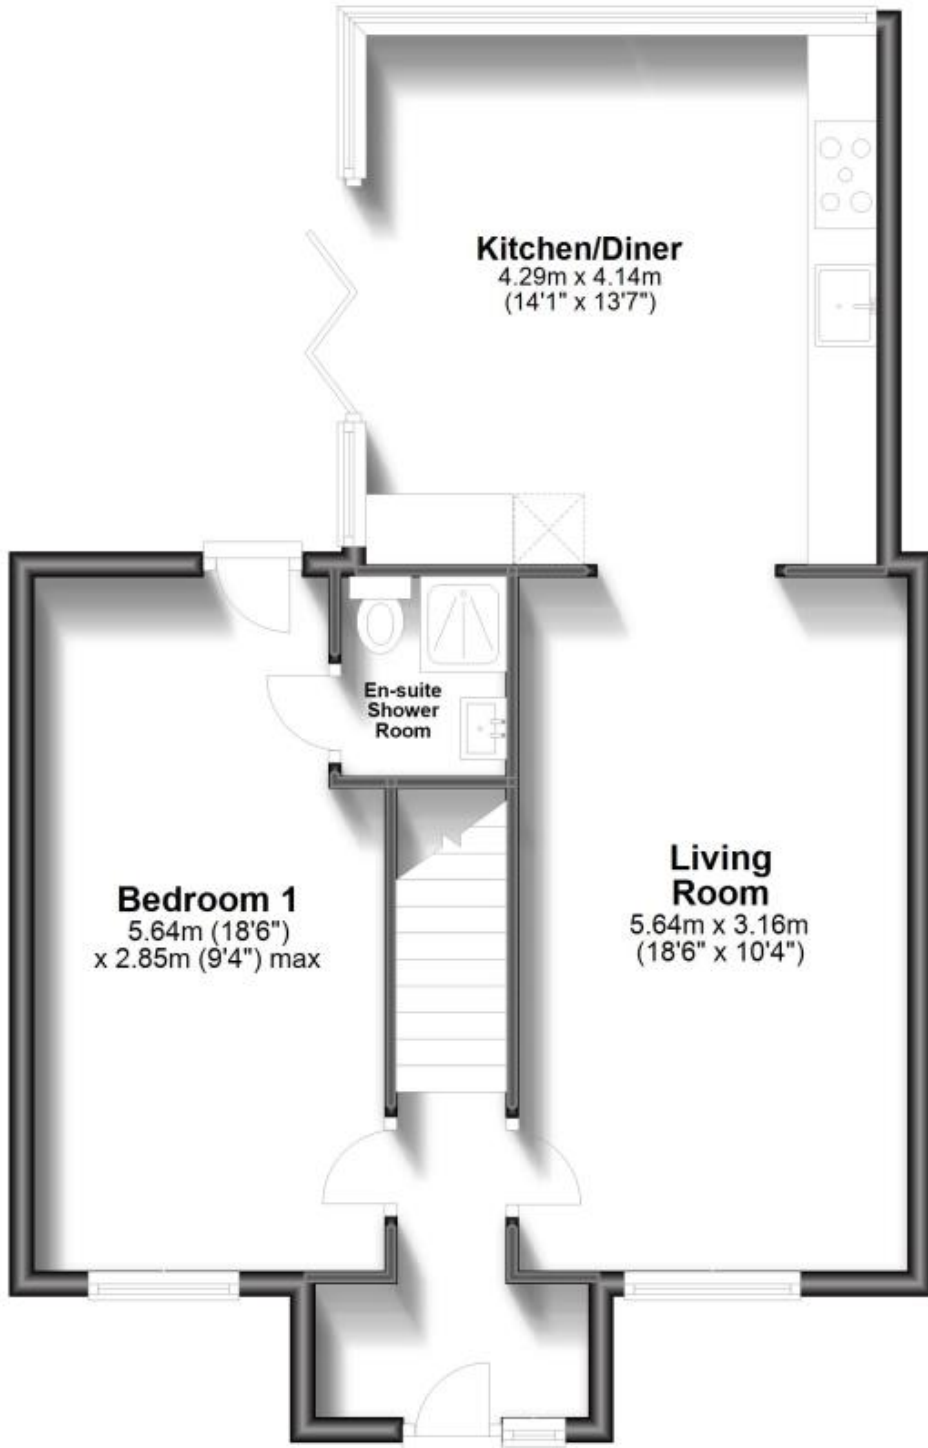 Kitchen/Diner
4.29m x 4.14m
(14'1" x 13'7")
En-suite
Shower
Room
Bedroom 1
5.64m (18'6")
x 2.85m (9'4") max
Living
Room
5.64m x 3.16m
(18'6" x 10'4")